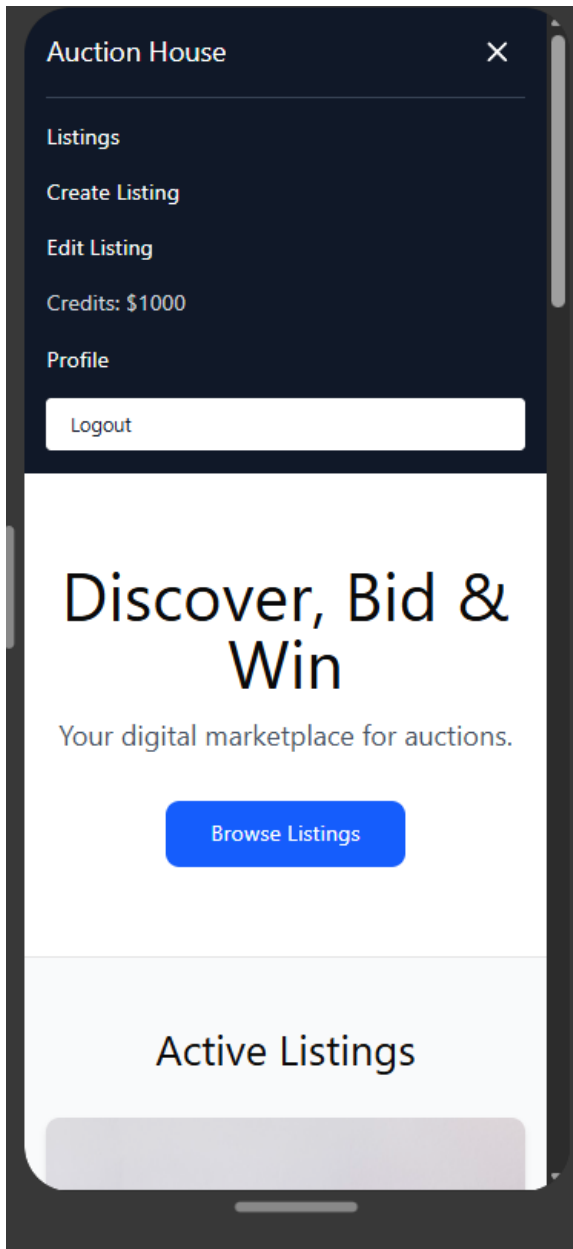 Auction House
Listings
Create Listing
Edit Listing
Credits: $1000
Profile
Logout
Discover, Bid &
Win
Your digital marketplace for auctions.
Browse Listings
Active Listings